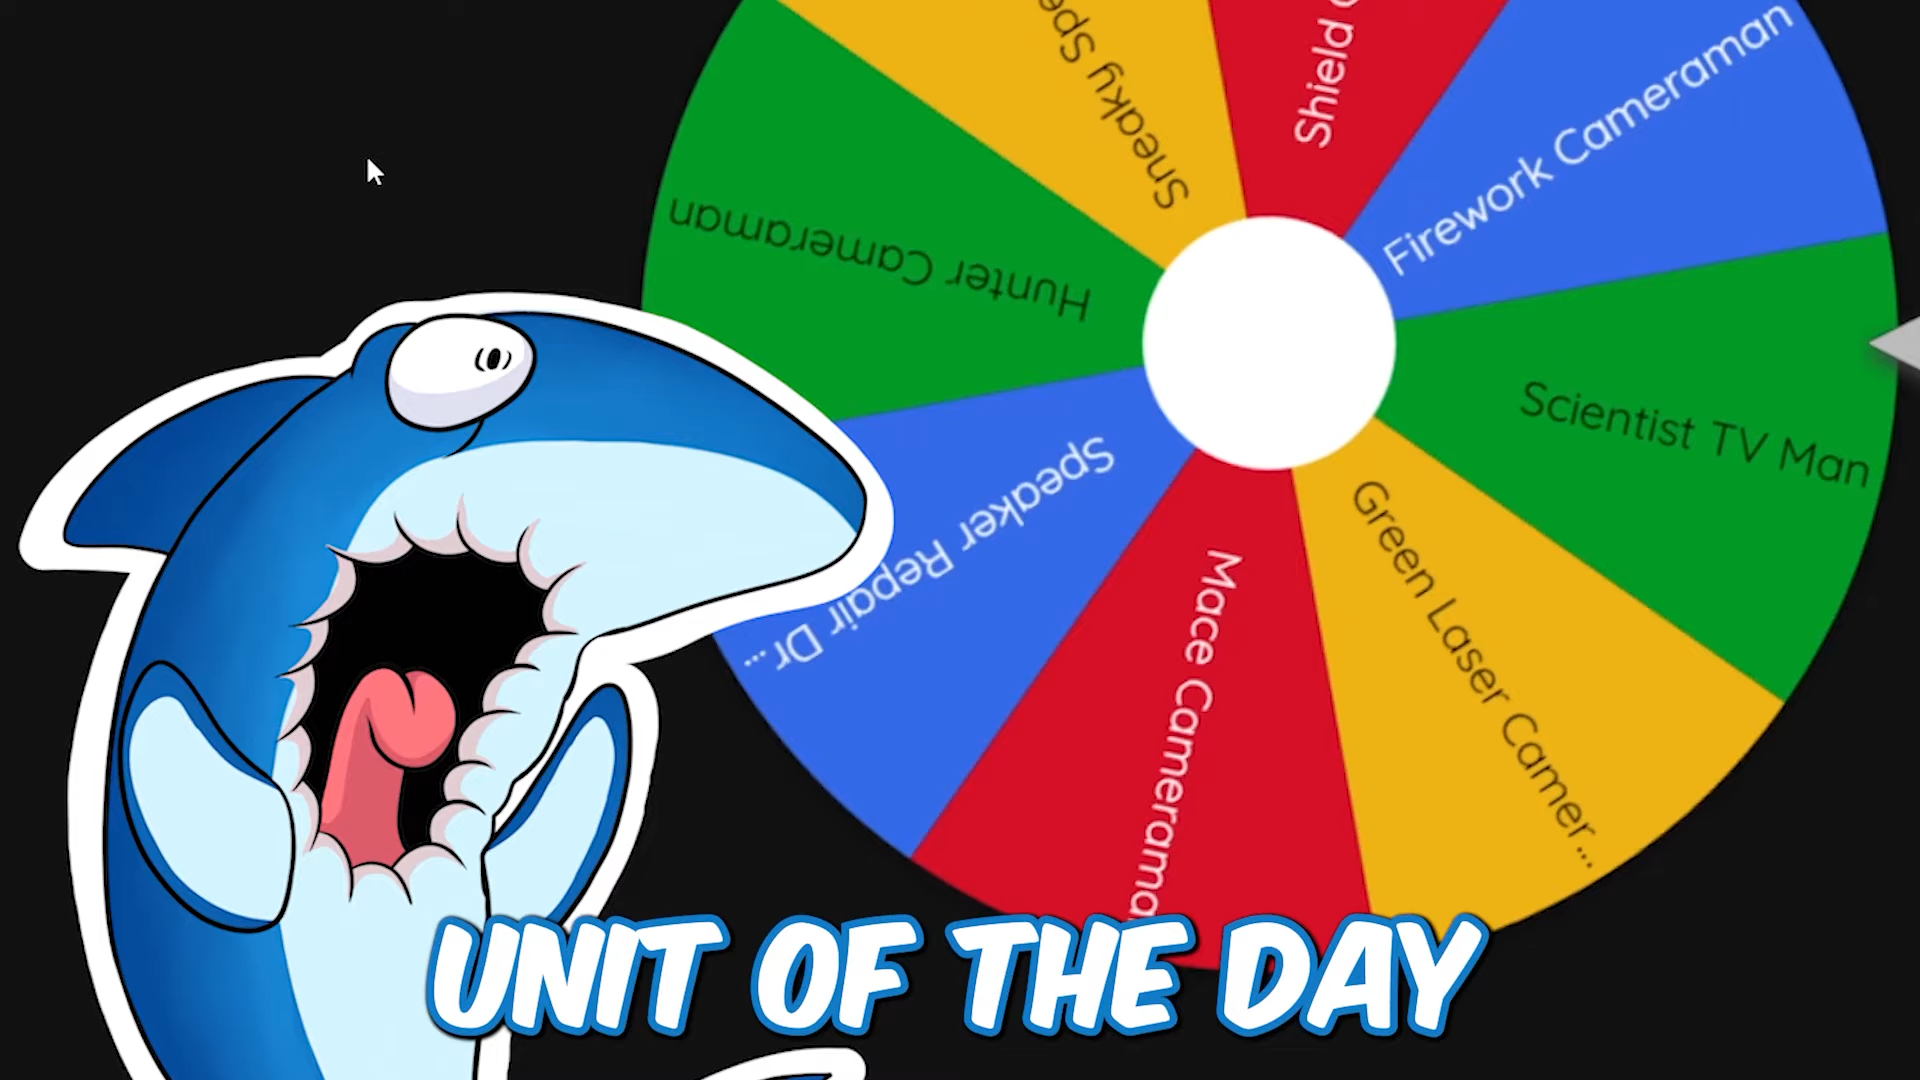 Sneaky Spe
Shield
Firework Cameraman
Hunter Cameraman
Scientist TV Man
Speaker Repair Dr...
Green Laser Camer...
Mace Camerama
UNIT OF THE DAY